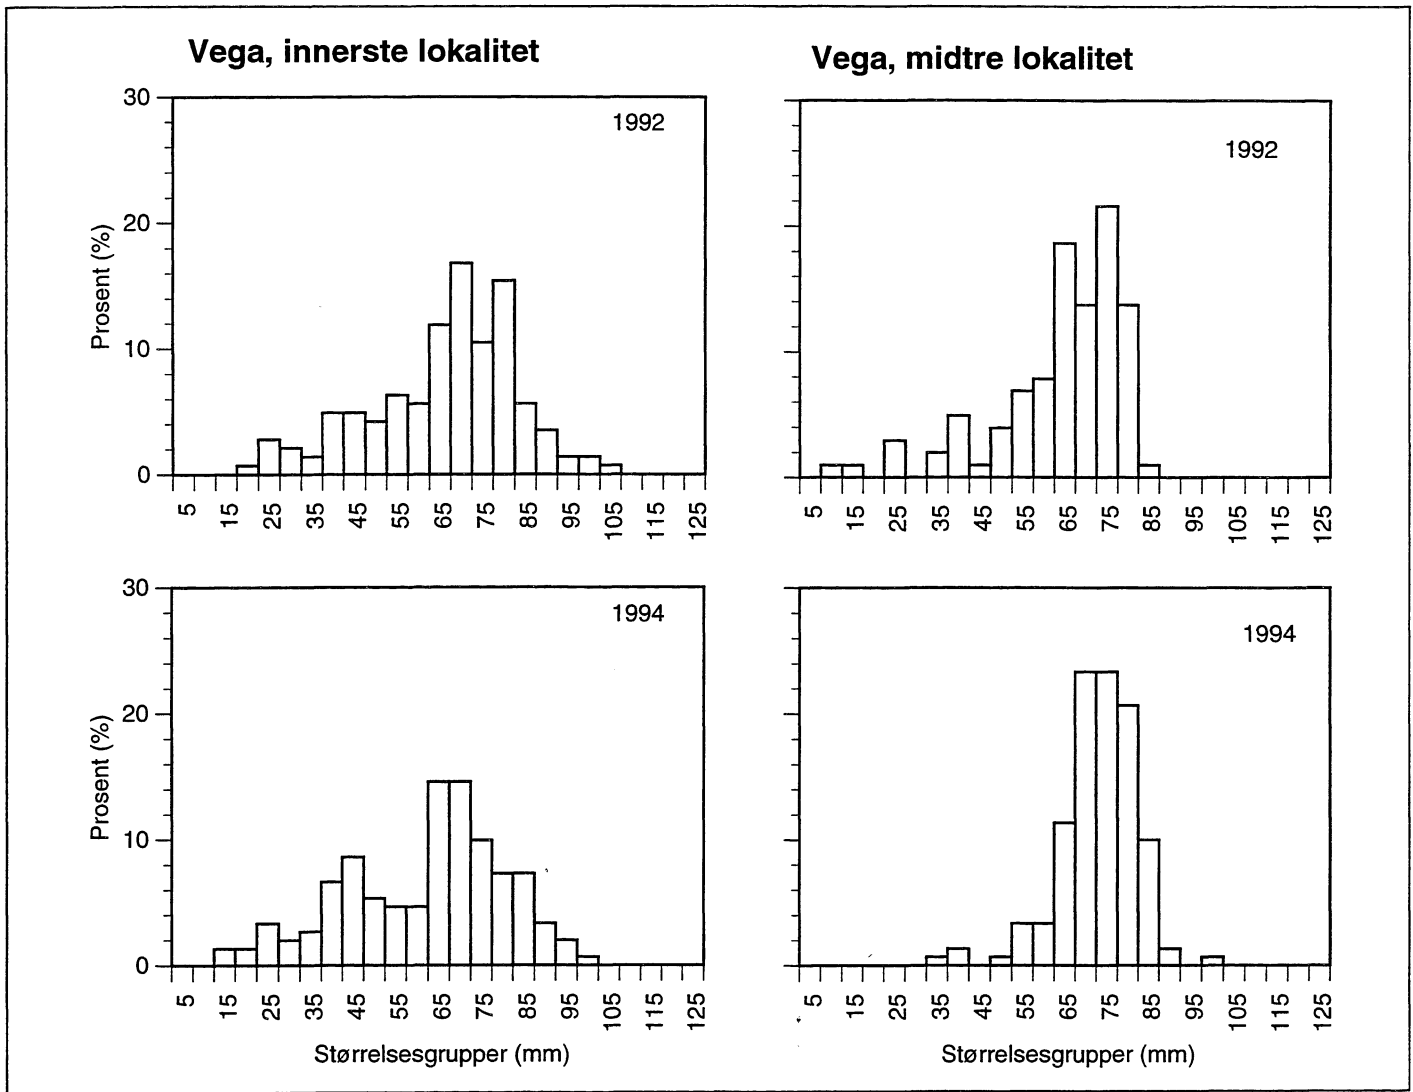 Vega, innerste lokalitet
Vega, midtre lokalitet
30
20
10
0
Prosent (%)
1992
5 15 25 35 45 55 65 75 85 95 105 115 125
1992
5 15 25 35 45 55 65 75 85 95 105 115 125
30
20
10
0
Prosent (%)
1994
5 15 25 35 45 55 65 75 85 95 105 115 125
Størrelsesgrupper (mm)
1994
5 15 25 35 45 55 65 75 85 95 105 115 125
Størrelsesgrupper (mm)